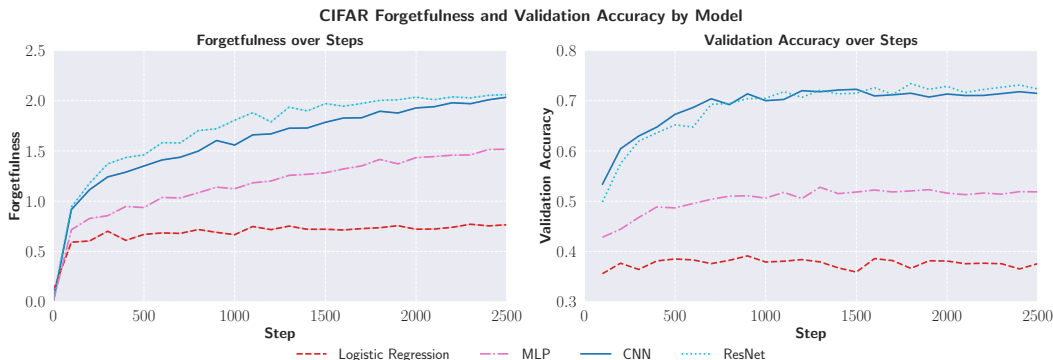 CIFAR Forgetfulness and Validation Accuracy by Model
Forgetfulness over Steps
2.5
2.0
1.5
1.0
0.5
0.0
Forgetfulness
0 500 1000 1500 2000 2500
Step
Validation Accuracy over Steps
0.8
0.7
0.6
0.5
0.4
0.3
Validation Accuracy
0 500 1000 1500 2000 2500
Step
Logistic Regression MLP CNN ResNet